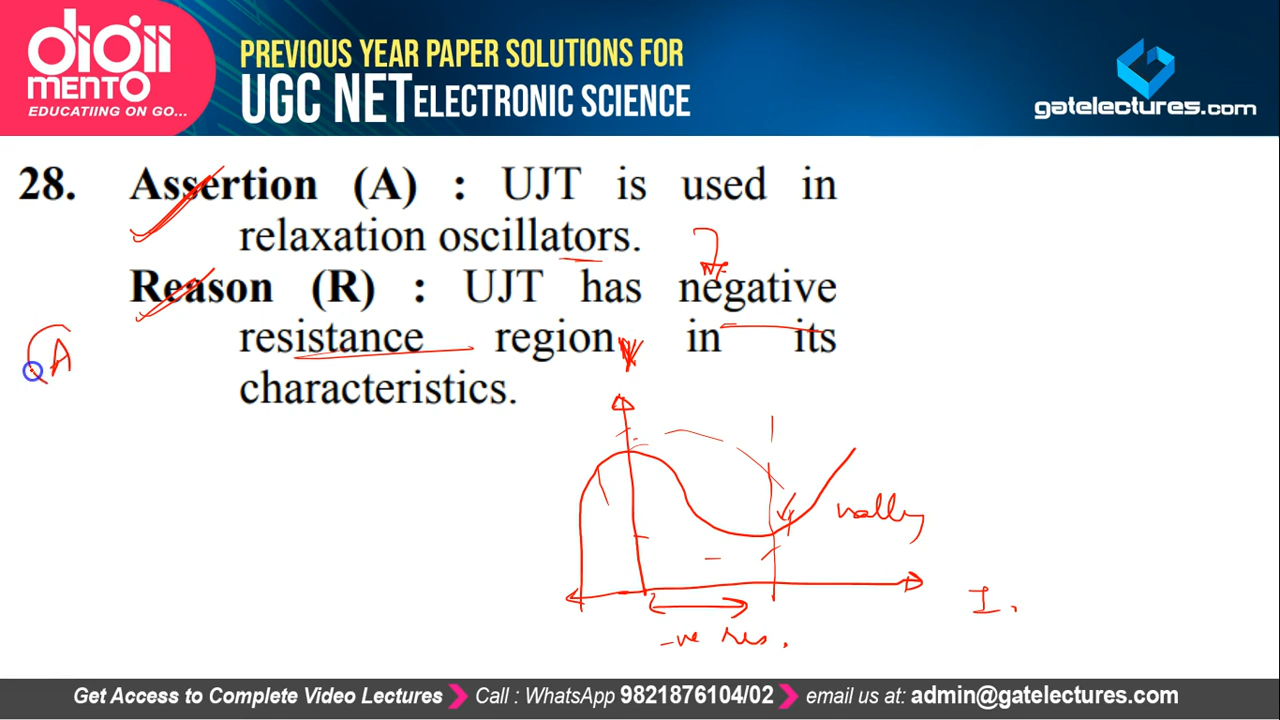 digii
MENTO
EDUCATIING ON GO...
PREVIOUS YEAR PAPER SOLUTIONS FOR
UGC NET ELECTRONIC SCIENCE
gatelectures.com
28. Assertion (A) : UJT is used in
relaxation oscillators.
Reason (R) : UJT has negative
resistance region in its
characteristics.
A
valley
I.
-ve res.
Get Access to Complete Video Lectures Call : WhatsApp 9821876104/02 email us at: admin@gatelectures.com